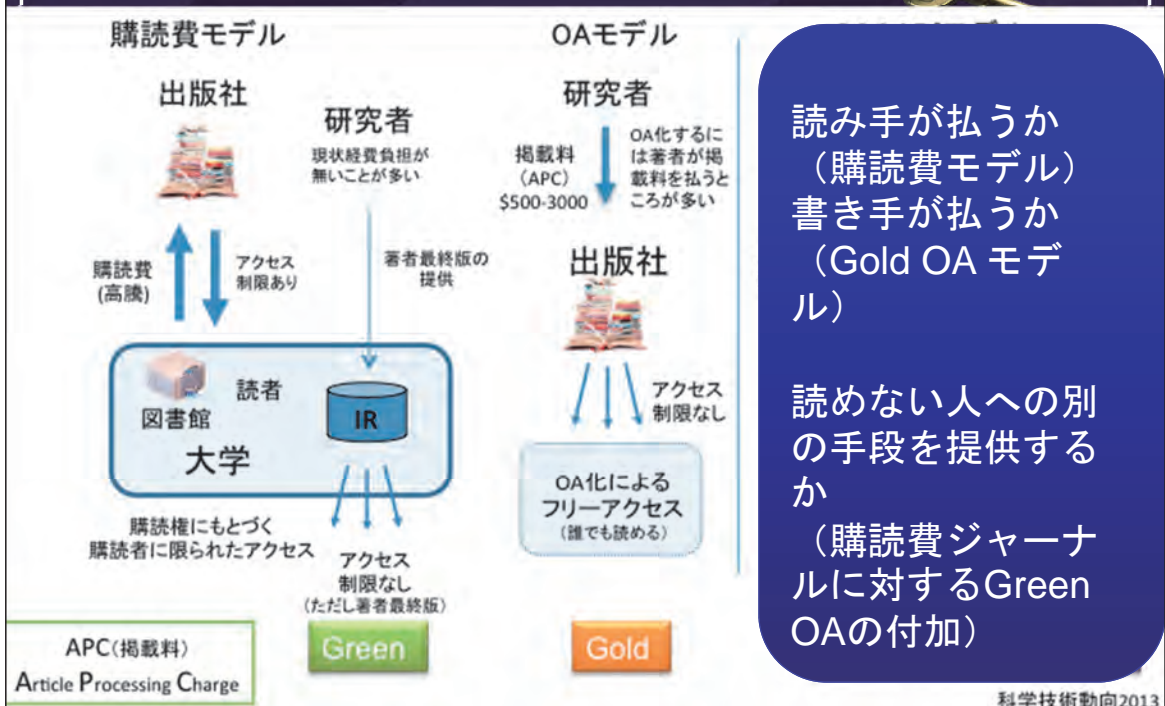 購読費モデル
出版社
研究者
現状経費負担が
無いことが多い
購読費
(高騰)
アクセス
制限あり
著者最終版の
提供
図書館
読者
大学
IR
購読権にもとづく
購読者に限られたアクセス
アクセス
制限なし
(ただし著者最終版)
Green
APC(掲載料)
Article Processing Charge
OAモデル
研究者
掲載料
(APC)
$500-3000
OA化するに
は著者が掲
載料を払うと
ころが多い
出版社
アクセス
制限なし
OA化による
フリーアクセス
(誰でも読める)
Gold
読み手が払うか
（購読費モデル）
書き手が払うか
（Gold OA モデ
ル）
読めない人への別
の手段を提供する
か
（購読費ジャーナ
ルに対するGreen
OAの付加）
科学技術動向2013